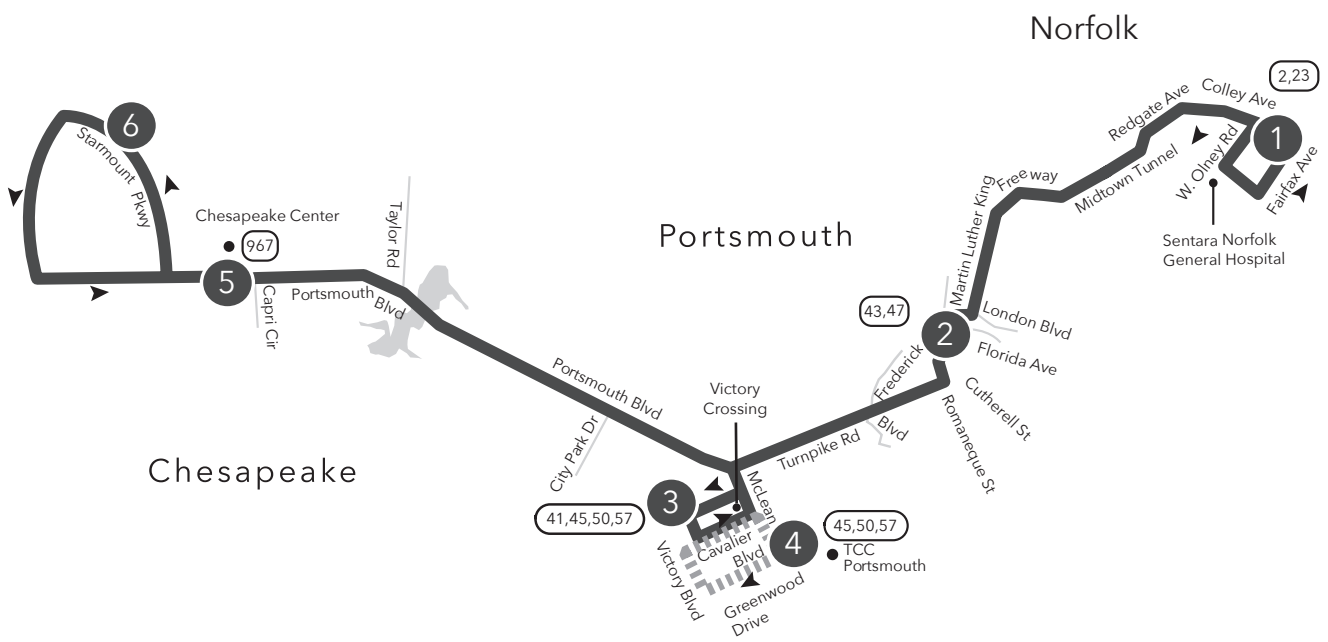 Norfolk
2,23
Colley Ave
Redgate Ave
1
W. Olney Rd
Fairfax Ave
Midtown Tunnel
Freeway
Martin Luther King
Sentara Norfolk
General Hospital
6
Starmount Pkwy
Chesapeake Center
967
5
Taylor Rd
Capri Cir
Portsmouth
Blvd
Portsmouth
43,47
2
London Blvd
Florida Ave
Frederick
Blvd
Cutherell St
Romaneque St
Turnpike Rd
Portsmouth Blvd
City Park Dr
Victory
Crossing
Chesapeake
McLean
3
41,45,50,57
45,50,57
4
TCC
Portsmouth
Cavalier
Blvd
Victory Blvd
Greenwood
Drive